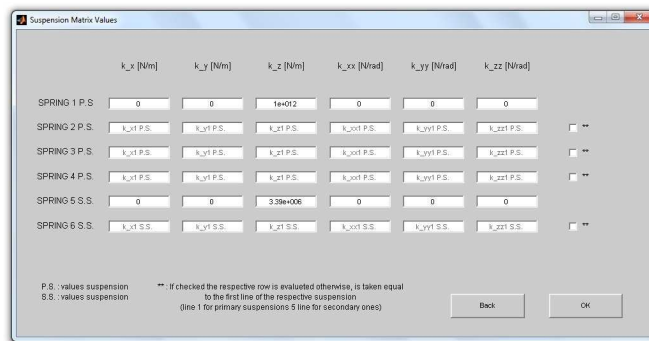 Suspension Matrix Values
k_x [N/m] k_y [N/m] k_z [N/m] k_xx [N/rad] k_yy [N/rad] k_zz [N/rad]
SPRING 1 P.S 0 0 1e+012 0 0 0
SPRING 2 P.S. k_x1 P.S. k_y1 P.S. k_z1 P.S. k_xx1 P.S. k_yy1 P.S. k_zz1 P.S. **
SPRING 3 P.S. k_x1 P.S. k_y1 P.S. k_z1 P.S. k_xx1 P.S. k_yy1 P.S. k_zz1 P.S. **
SPRING 4 P.S. k_x1 P.S. k_y1 P.S. k_z1 P.S. k_xx1 P.S. k_yy1 P.S. k_zz1 P.S. **
SPRING 5 S.S. 0 0 3.39e+006 0 0 0
SPRING 6 S.S. k_x1 S.S. k_y1 S.S. k_z1 S.S. k_xx1 S.S. k_yy1 S.S. k_zz1 S.S. **
P.S. : values suspension
S.S. : values suspension
** : If checked the respective row is evalueted otherwise, is taken equal
to the first line of the respective suspension
(line 1 for primary suspensions 5 line for secondary ones)
Back OK